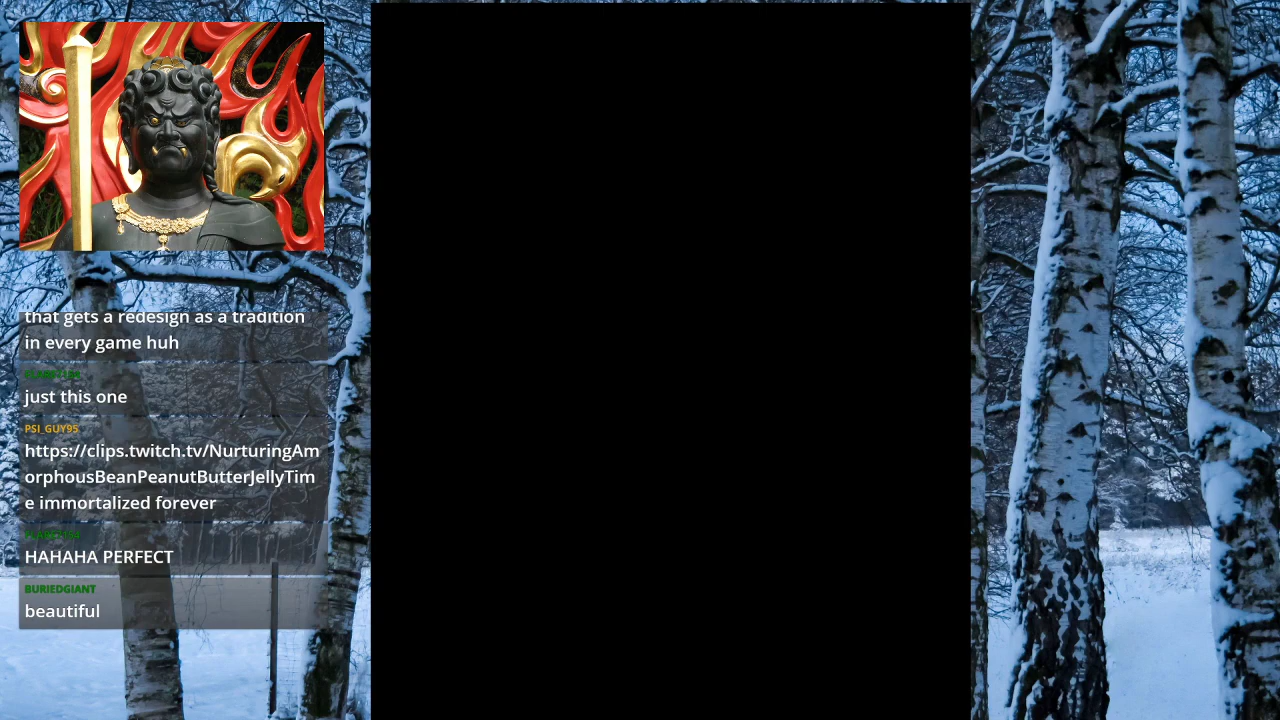 that gets a redesign as a tradition
in every game huh
just this one
PSI_GUY95
https://clips.twitch.tv/NurturingAm
orphousBeanPeanutButterJellyTim
e immortalized forever
HAHAHA PERFECT
BURIEDGIANT
beautiful